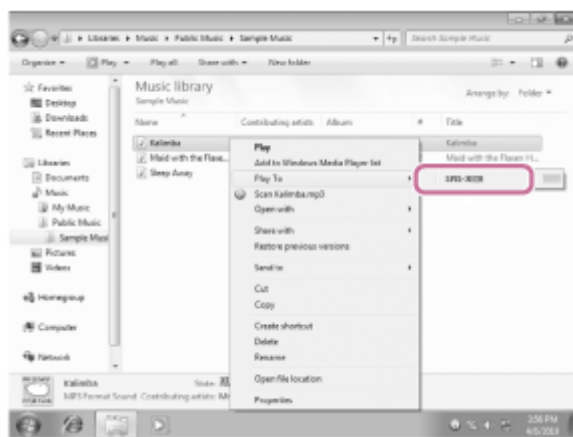 Libraries ▸ Music ▸ Public Music ▸ Sample Music
Search Sample Music
Organize
Play
Play all
Share with
New folder
Favorites
Desktop
Downloads
Recent Places
Libraries
Documents
Music
My Music
Public Music
Sample Musi
Pictures
Videos
Homegroup
Computer
Network
Music library
Sample Music
Arrange by: Folder
Name
Contributing artists
Album
#
Title
Kalimba
Maid with the Flaxe...
Sleep Away
Kalimba
Maid with the Flaxen H...
Play
Add to Windows Media Player list
Play To
Scan Kalimba.mp3
Open with
Share with
Restore previous versions
Send to
Cut
Copy
Create shortcut
Delete
Rename
Open file location
Properties
Kalimba
MP3 Format Sound
Contributing artists:
2:56 PM